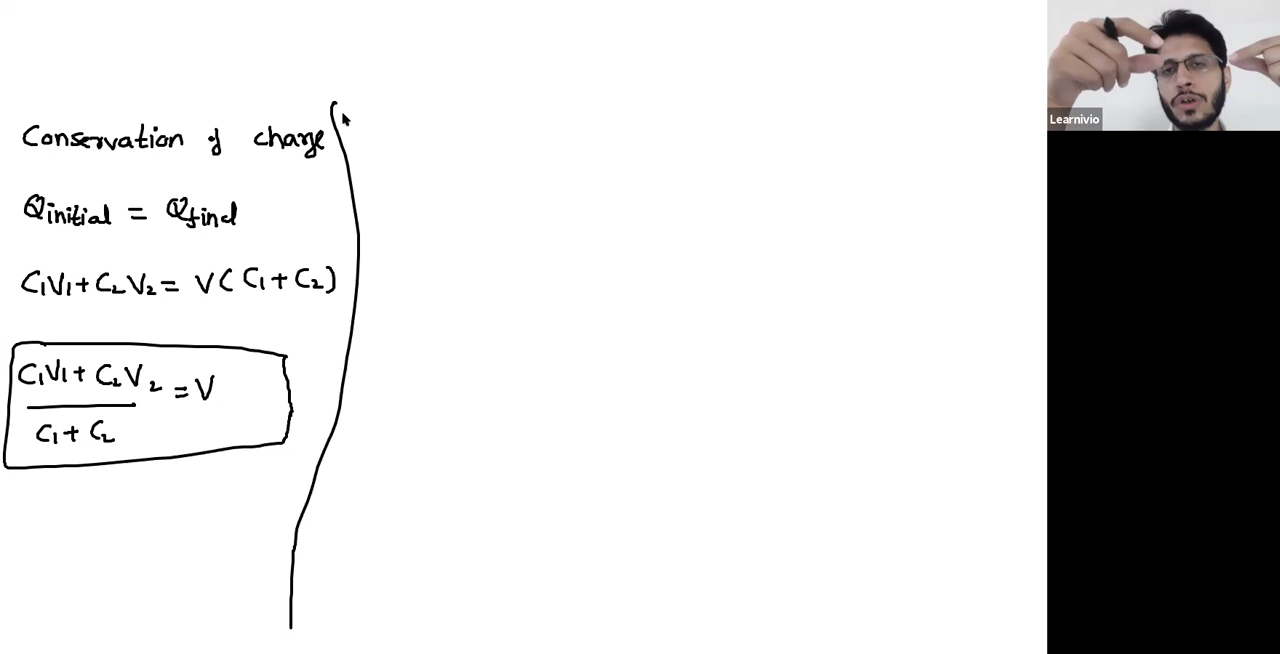 Conservation of charge
Qinitial = Qfinal
C₁V₁ + C₂V₂ = V(C₁ + C₂)
C₁V₁ + C₂V₂ = V
C₁ + C₂
Learnivio